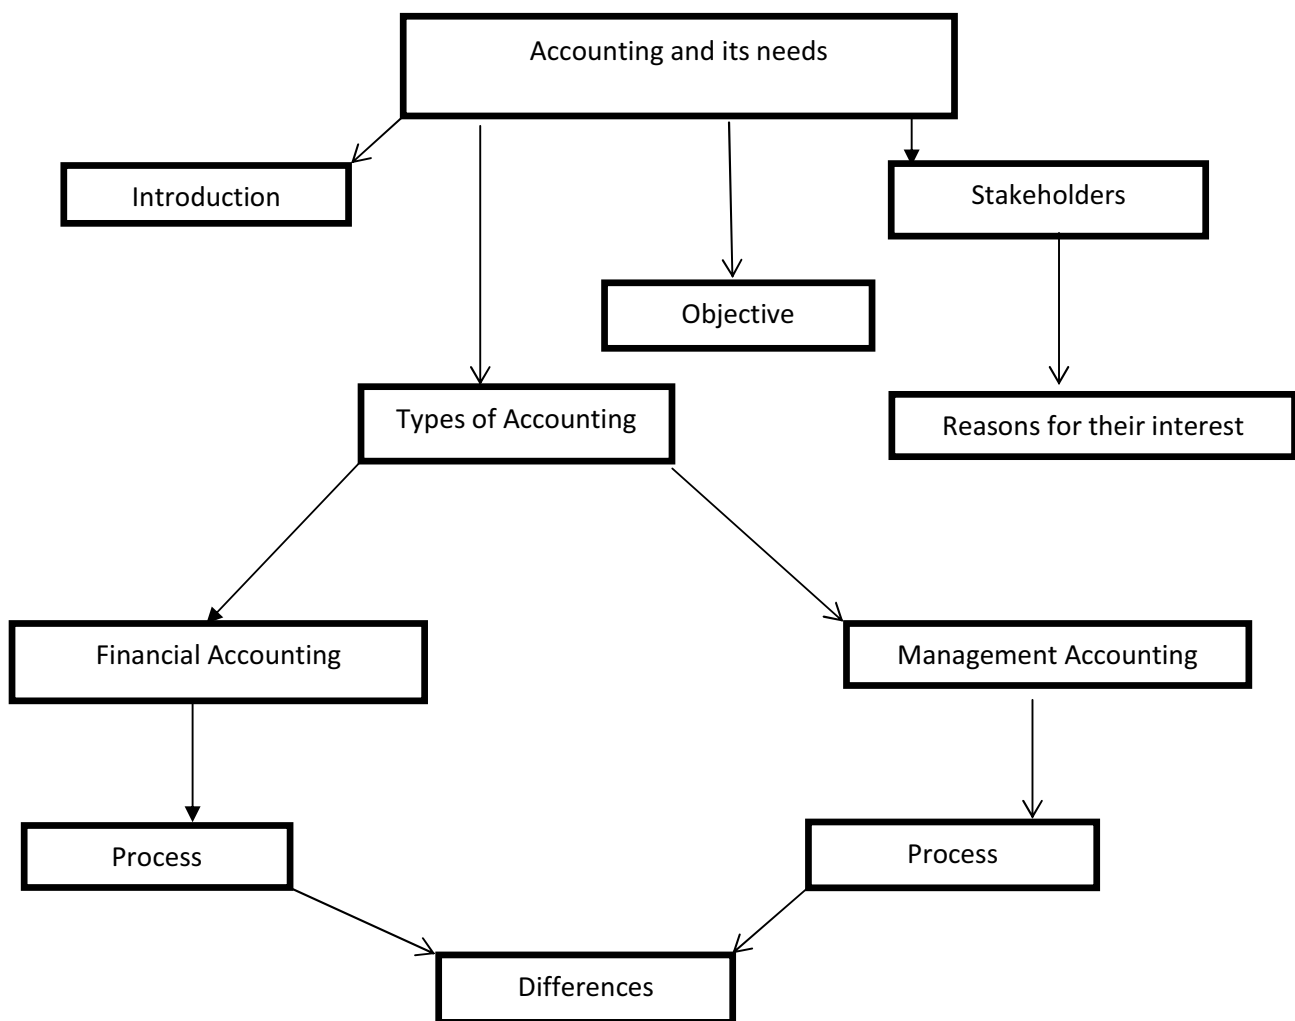 Accounting and its needs
Introduction
Stakeholders
Objective
Types of Accounting
Reasons for their interest
Financial Accounting
Management Accounting
Process
Process
Differences